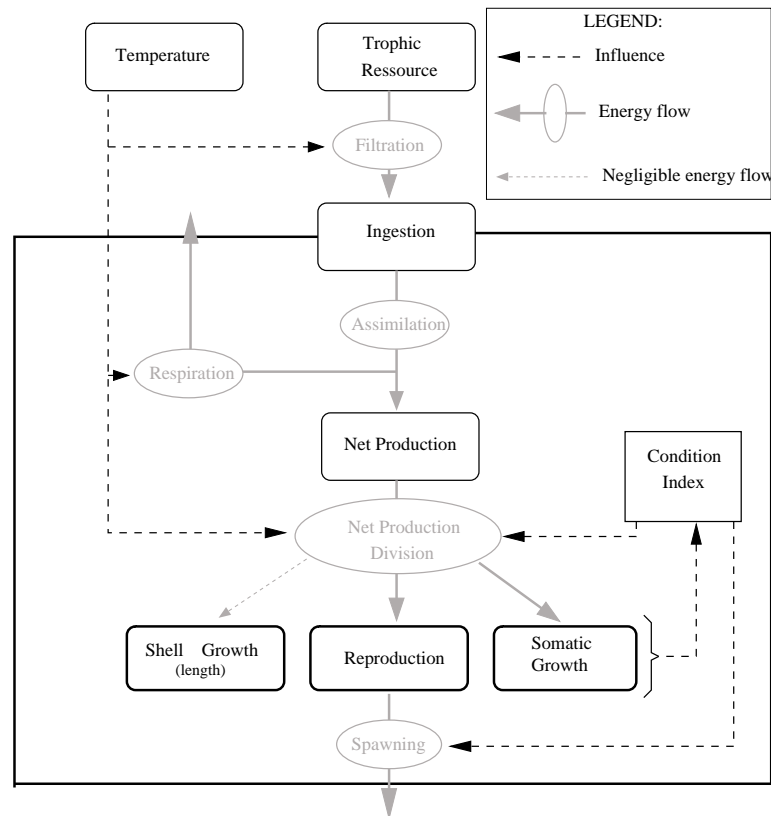 Temperature
Trophic
Ressource
LEGEND:
Influence
Energy flow
Negligible energy flow
Filtration
Ingestion
Assimilation
Respiration
Net Production
Condition
Index
Net Production
Division
Shell Growth
(length)
Reproduction
Somatic
Growth
Spawning